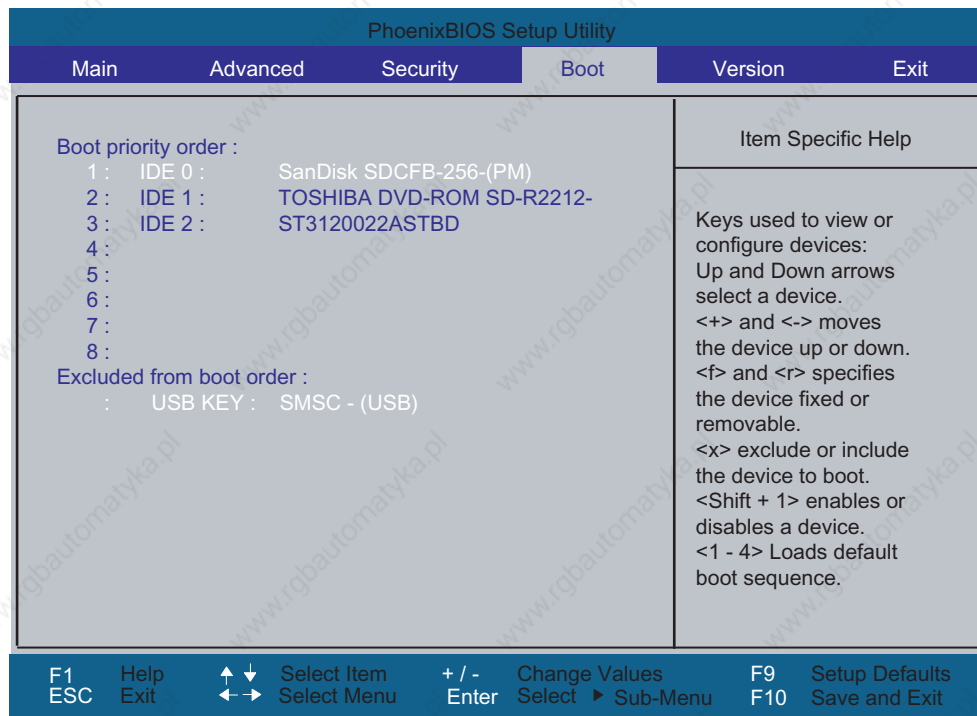 PhoenixBIOS Setup Utility
Main Advanced Security Boot Version Exit
Boot priority order :
1 : IDE 0 : SanDisk SDCFB-256-(PM)
2 : IDE 1 : TOSHIBA DVD-ROM SD-R2212-
3 : IDE 2 : ST3120022ASTBD
4 :
5 :
6 :
7 :
8 :
Excluded from boot order :
: USB KEY : SMSC - (USB)
Item Specific Help
Keys used to view or
configure devices:
Up and Down arrows
select a device.
<+> and <-> moves
the device up or down.
<f> and <r> specifies
the device fixed or
removable.
<x> exclude or include
the device to boot.
<Shift + 1> enables or
disables a device.
<1 - 4> Loads default
boot sequence.
F1 Help Select Item + / - Change Values F9 Setup Defaults
ESC Exit Select Menu Enter Select Sub-Menu F10 Save and Exit
www.rgbautomatyka.pl